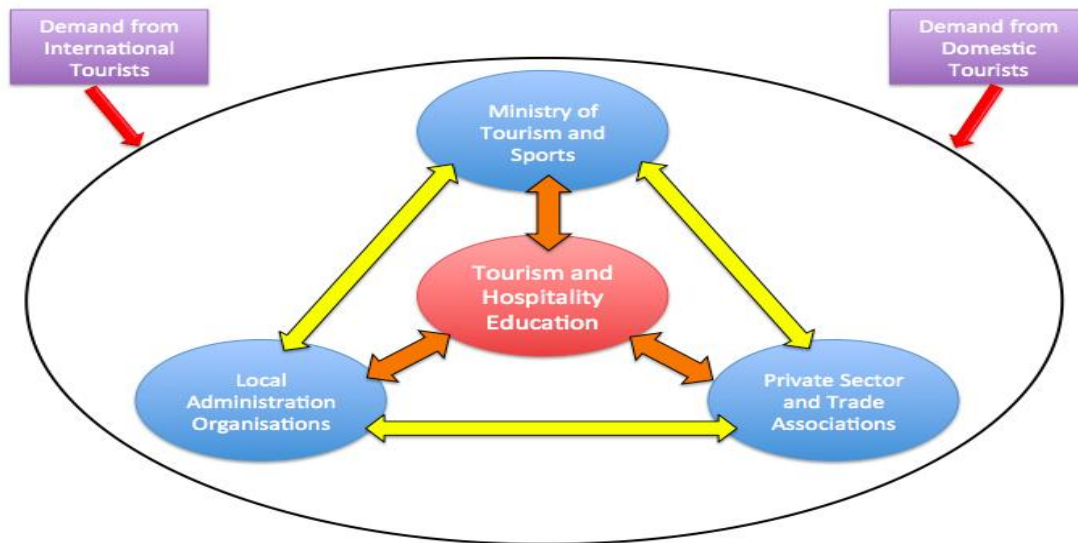 Demand from
International
Tourists
Demand from
Domestic
Tourists
Ministry of
Tourism and
Sports
Tourism and
Hospitality
Education
Local
Administration
Organisations
Private Sector
and Trade
Associations